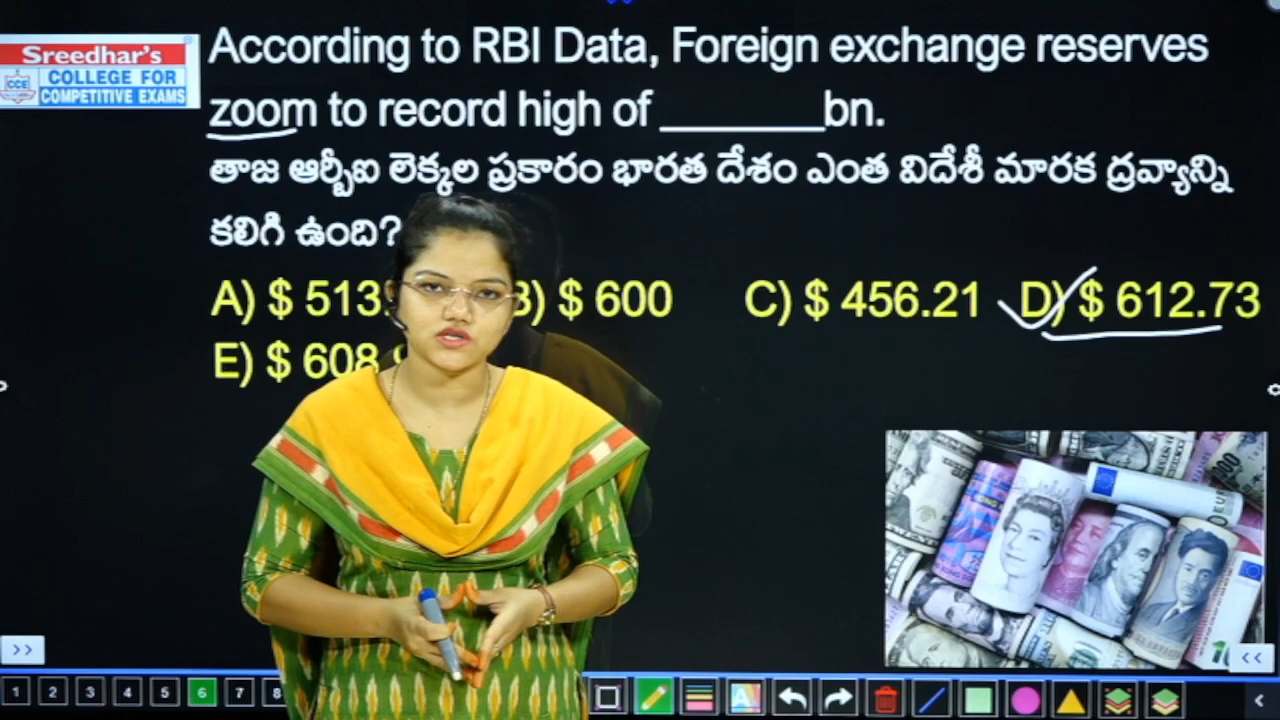 Sreedhar's
CCE
COLLEGE FOR
COMPETITIVE EXAMS
According to RBI Data, Foreign exchange reserves
zoom to record high of _______bn.
తాజ ఆర్బీఐ లెక్కల ప్రకారం భారత దేశం ఎంత విదేశీ మారక ద్రవ్యాన్ని
కలిగి ఉంది?
A) $ 513. B) $ 600 C) $ 456.21 D) $ 612.73
E) $ 608
>> <<
1 2 3 4 5 6 7 8